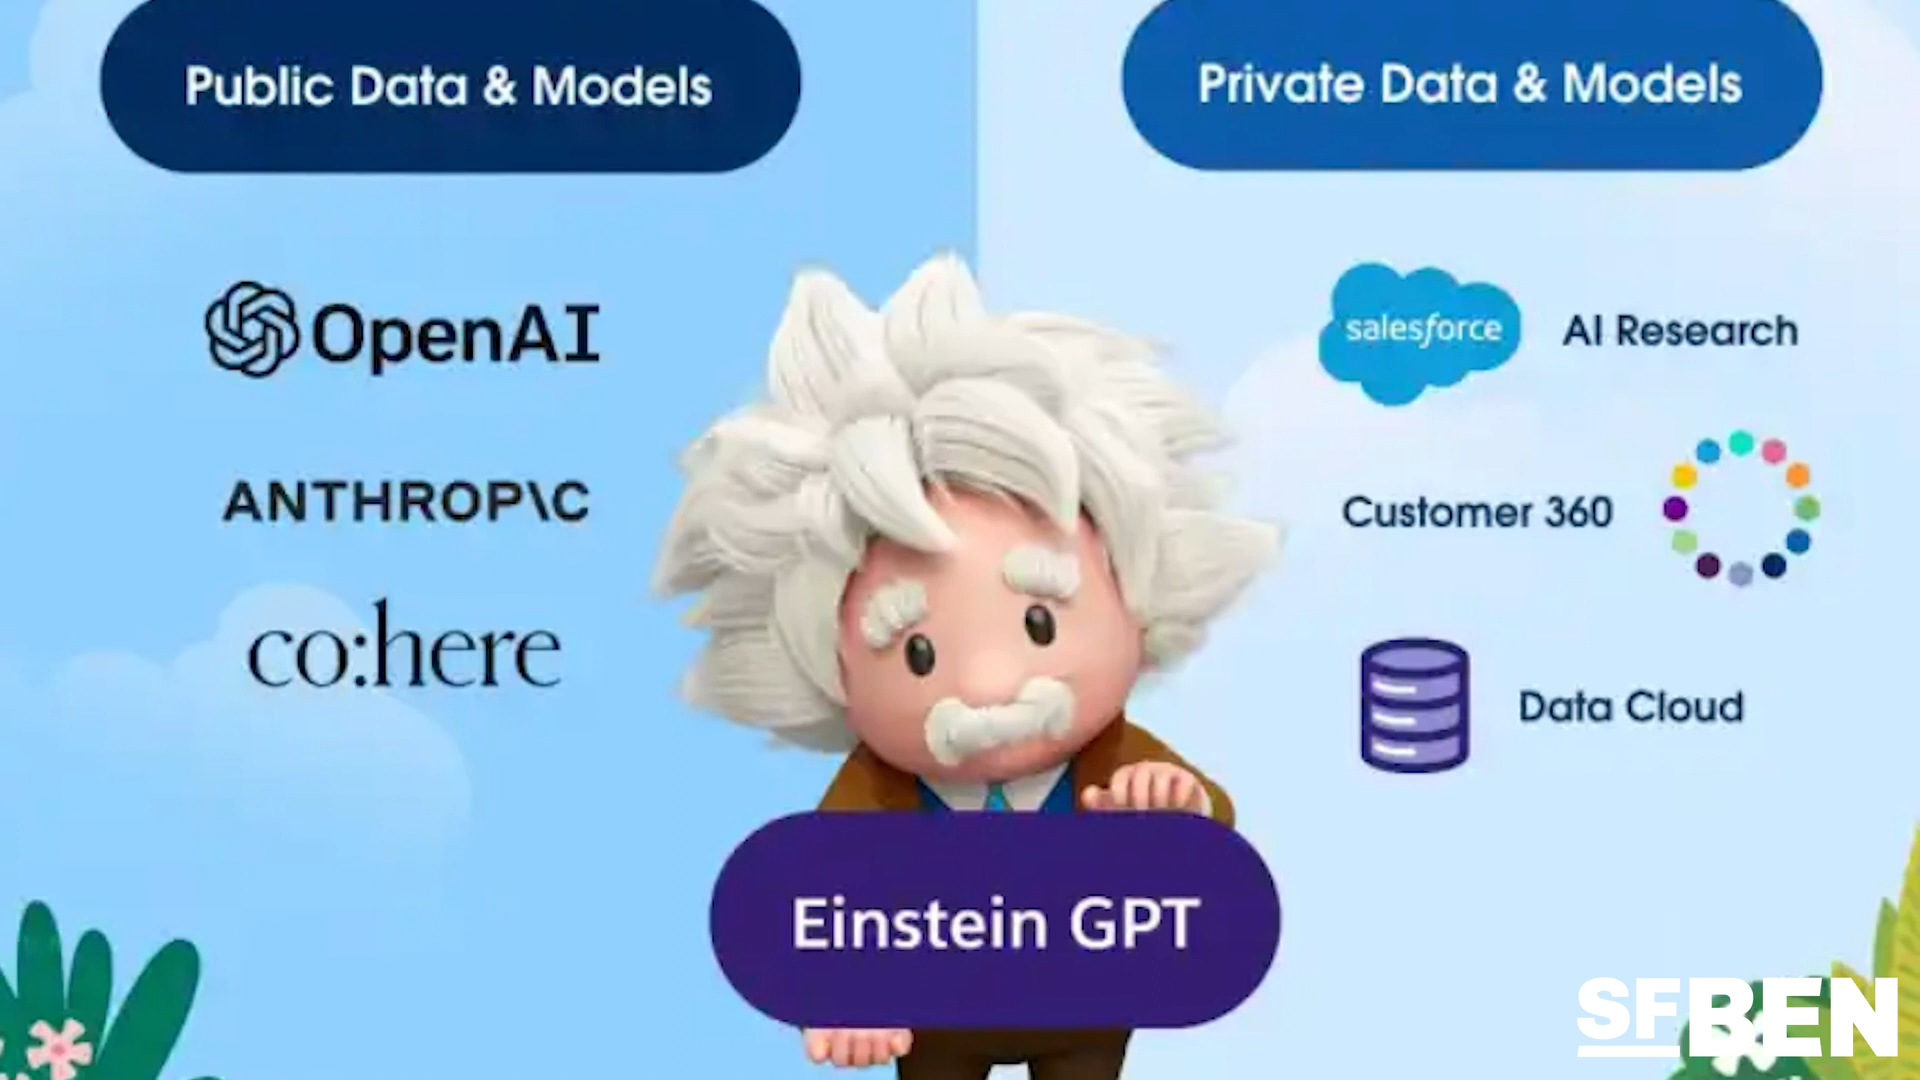 Public Data & Models
Private Data & Models
OpenAI
ANTHROP\C
co:here
salesforce
AI Research
Customer 360
Data Cloud
Einstein GPT
SFBEN